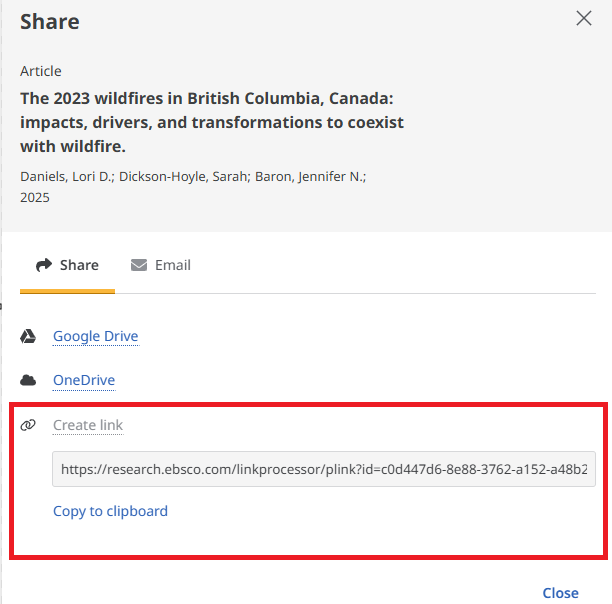 Share
Article
The 2023 wildfires in British Columbia, Canada:
impacts, drivers, and transformations to coexist
with wildfire.
Daniels, Lori D.; Dickson-Hoyle, Sarah; Baron, Jennifer N.;
2025
Share Email
Google Drive
OneDrive
Create link
https://research.ebsco.com/linkprocessor/plink?id=c0d447d6-8e88-3762-a152-a48b2
Copy to clipboard
Close